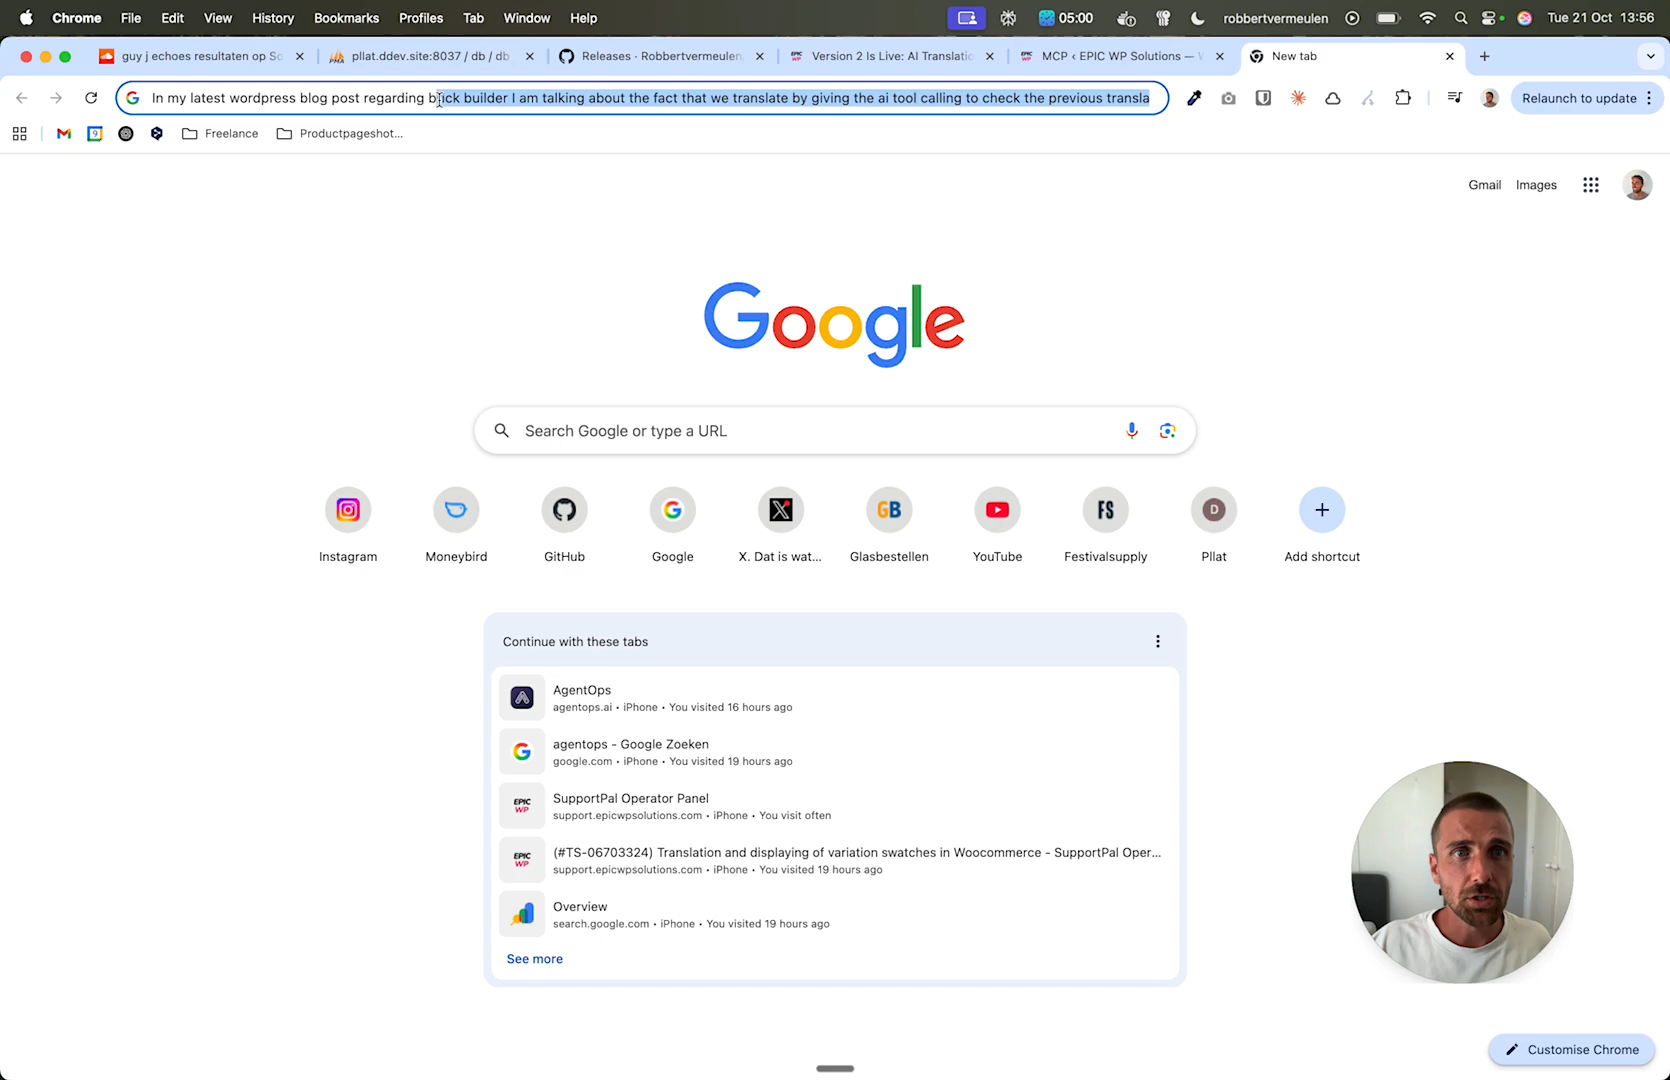 Chrome File Edit View History Bookmarks Profiles Tab Window Help 05:00 robbertvermeulen Tue 21 Oct 13:56
guy j echoes resultaten op So
pllat.ddev.site:8037 / db / db
Releases · Robbertvermeulen
Version 2 Is Live: AI Translatio
MCP ‹ EPIC WP Solutions —
New tab
In my latest wordpress blog post regarding brick builder I am talking about the fact that we translate by giving the ai tool calling to check the previous transla
Relaunch to update
Freelance
Productpageshot...
Gmail Images
Google
Search Google or type a URL
Instagram Moneybird GitHub Google X. Dat is wat... Glasbestellen YouTube Festivalsupply Pllat Add shortcut
GB FS D
Continue with these tabs
AgentOps
agentops.ai • iPhone • You visited 16 hours ago
agentops - Google Zoeken
google.com • iPhone • You visited 19 hours ago
EPIC WP
SupportPal Operator Panel
support.epicwpsolutions.com • iPhone • You visit often
EPIC WP
(#TS-06703324) Translation and displaying of variation swatches in Woocommerce - SupportPal Oper...
support.epicwpsolutions.com • iPhone • You visited 19 hours ago
Overview
search.google.com • iPhone • You visited 19 hours ago
See more
Customise Chrome